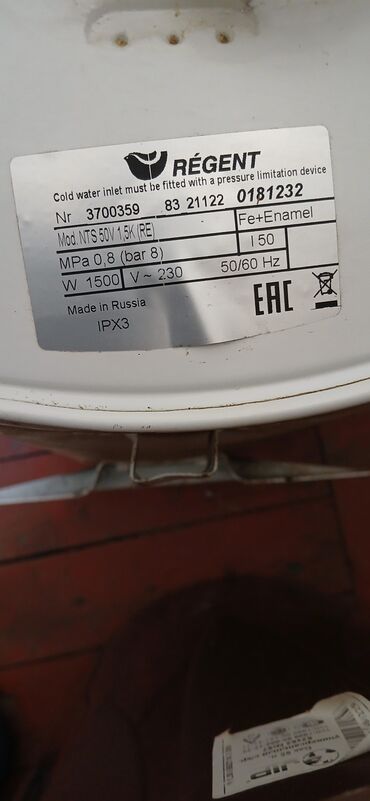 RÉGENT
Cold water inlet must be fitted with a pressure limitation device
Nr 3700359 83 21122 0181232
Mod. NTS 50V 1,5K (RE) Fe+Enamel
MPa 0,8 (bar 8) l 50
W 1500 V~ 230 50/60 Hz
Made in Russia EAC
IPX3